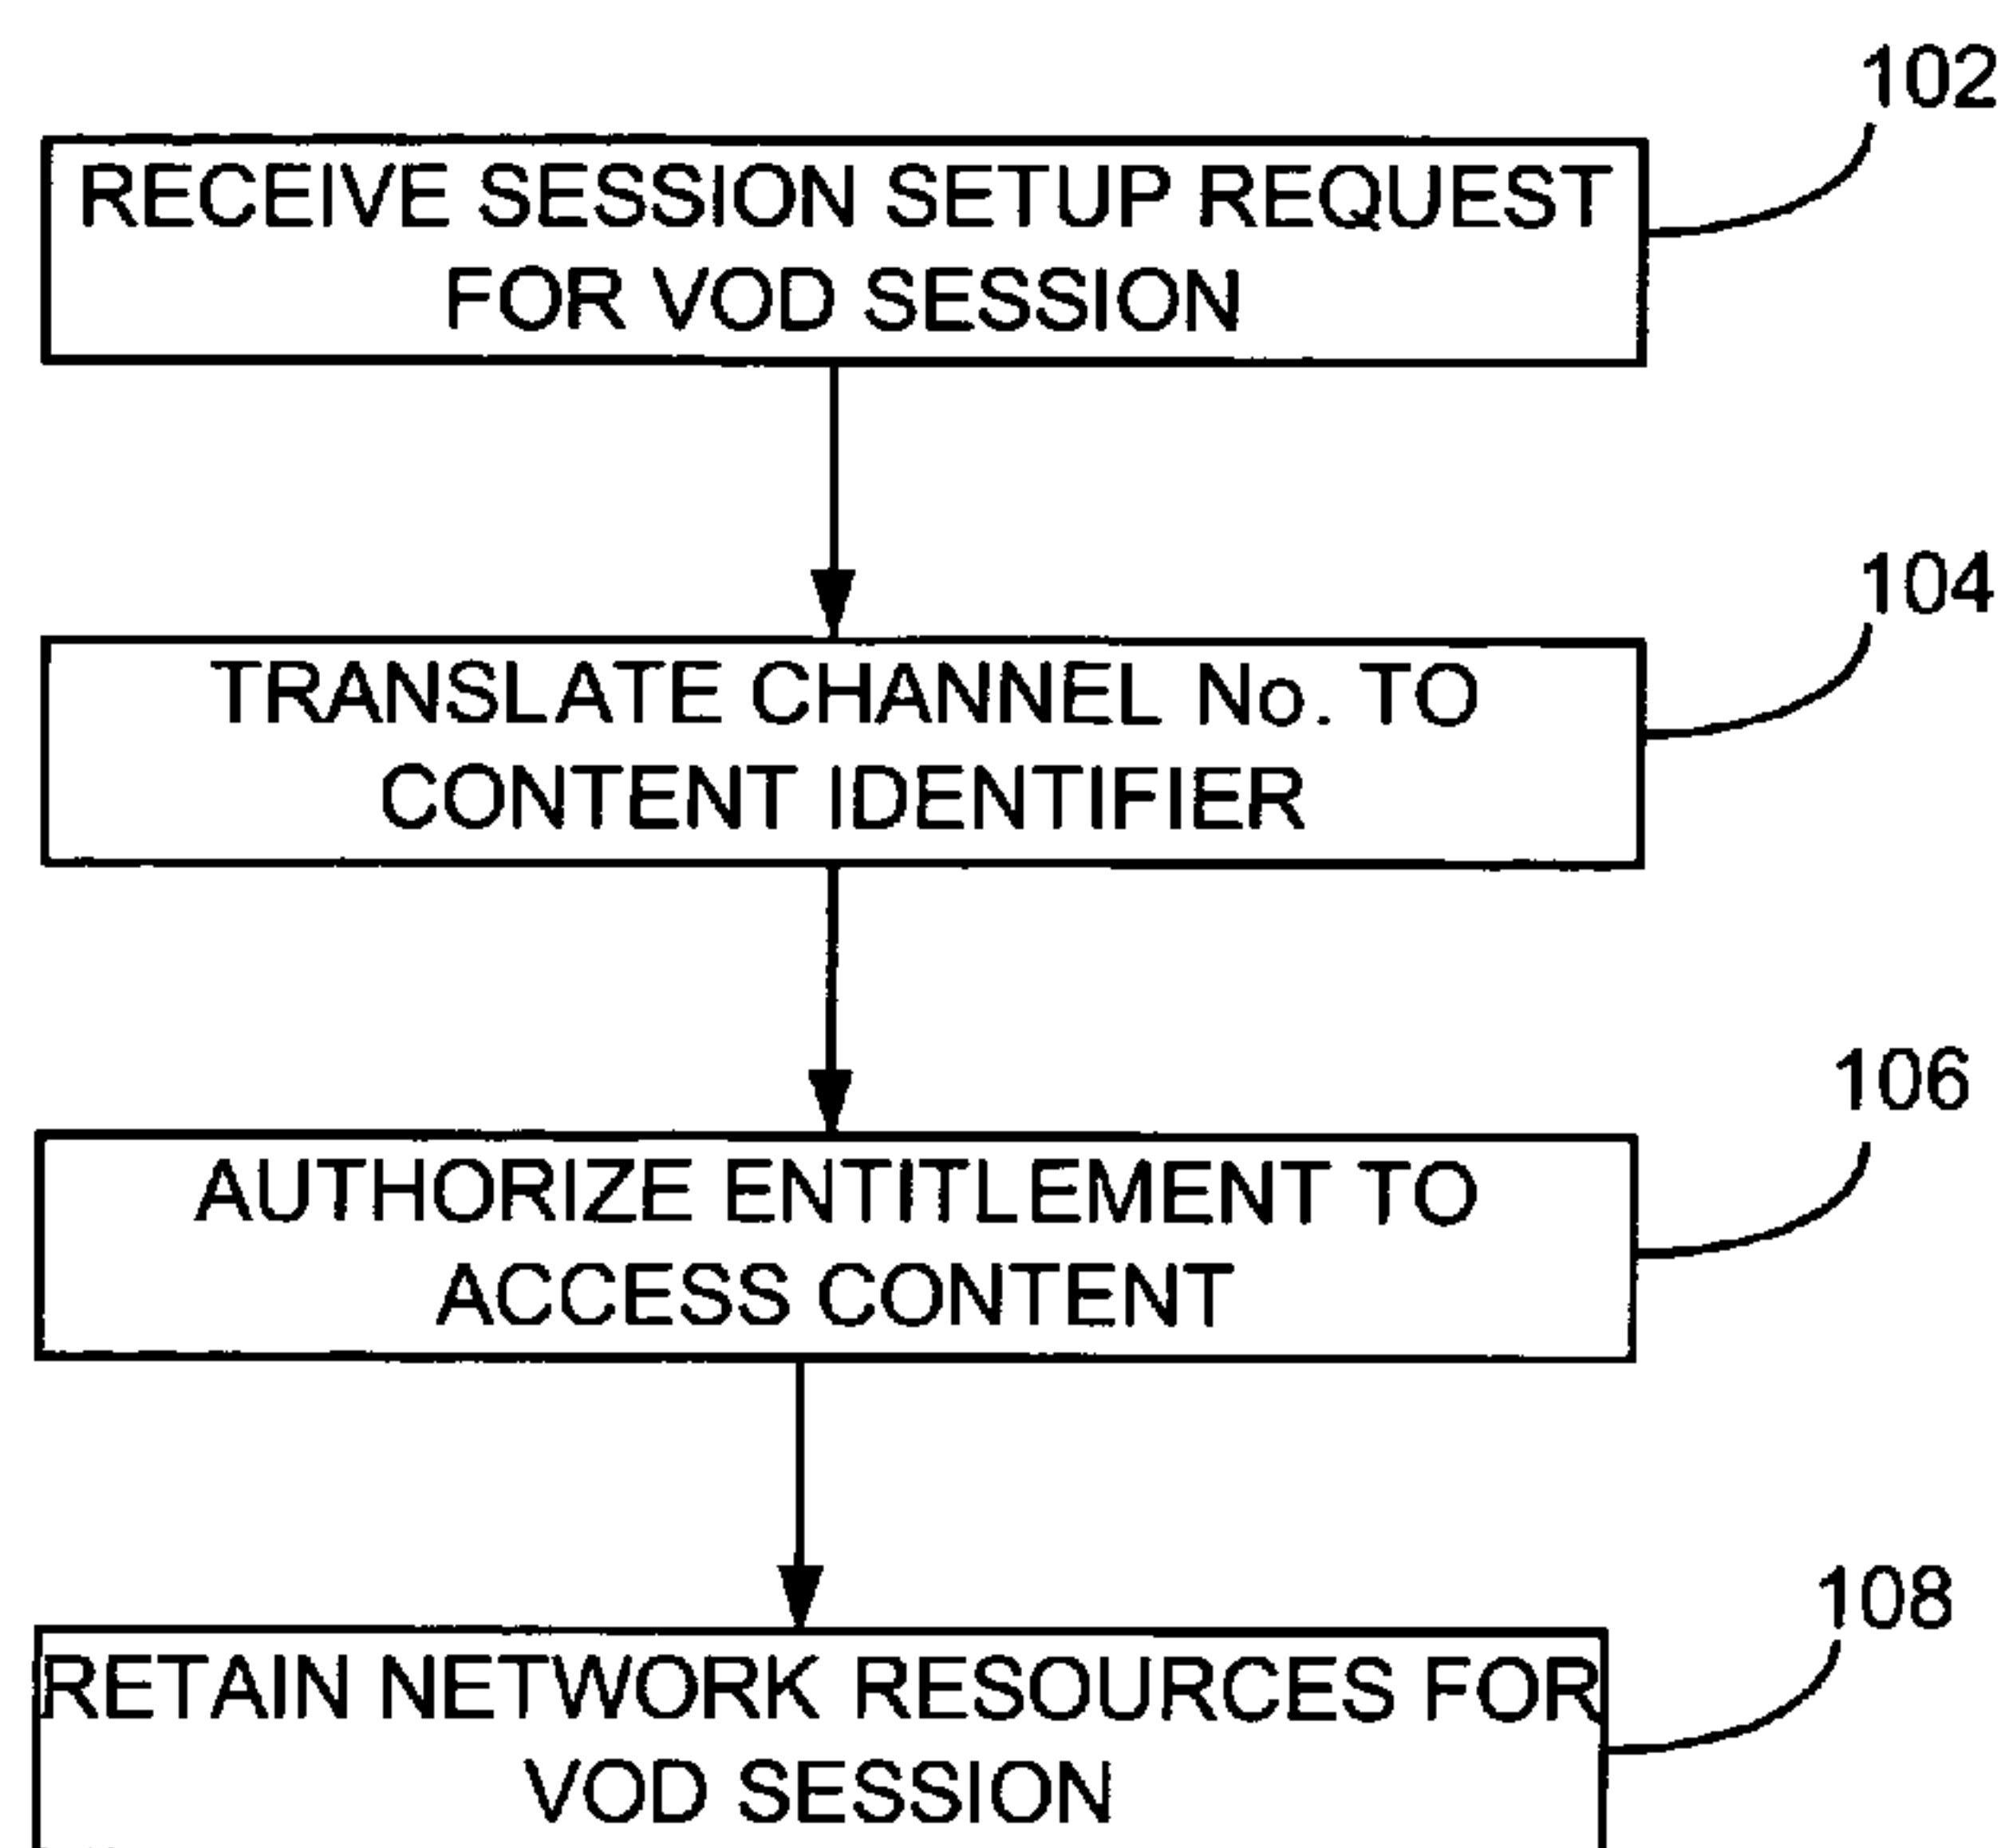 102
RECEIVE SESSION SETUP REQUEST
FOR VOD SESSION
104
TRANSLATE CHANNEL No. TO
CONTENT IDENTIFIER
106
AUTHORIZE ENTITLEMENT TO
ACCESS CONTENT
108
RETAIN NETWORK RESOURCES FOR
VOD SESSION